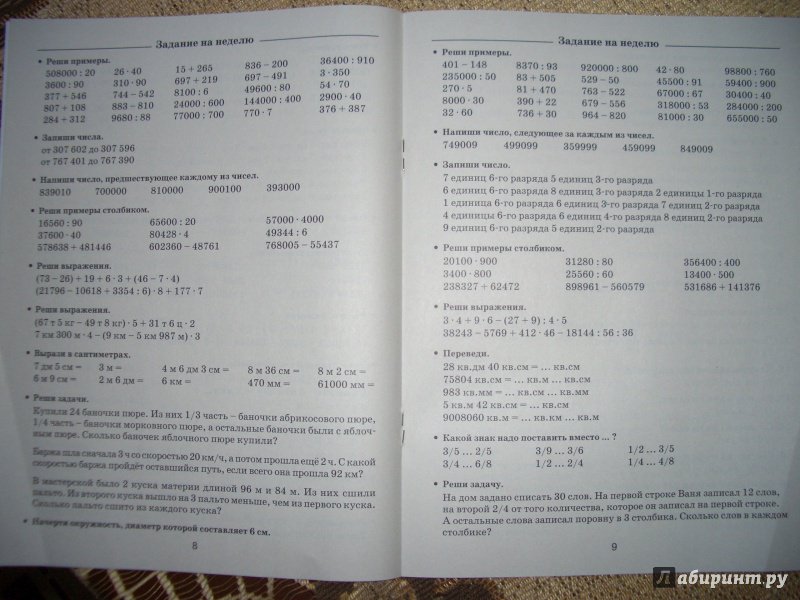 Задание на неделю
• Реши примеры.
508000 : 20 26 · 40 15 + 265 836 – 200 36400 : 910
3600 : 90 310 · 90 697 + 219 697 – 491 3 · 350
377 + 546 744 – 542 8100 : 6 49600 : 80 54 · 70
807 + 108 883 – 810 24000 : 600 144000 : 400 2900 · 40
284 + 312 9680 : 88 77000 : 700 770 · 7 376 + 387
• Запиши числа.
от 307 602 до 307 596
от 767 401 до 767 390
• Напиши число, предшествующее каждому из чисел.
839010 700000 810000 900100 393000
• Реши примеры столбиком.
16560 : 90 65600 : 20 57000 · 4000
37600 · 40 80428 · 4 49344 : 6
578638 + 481446 602360 – 48761 768005 – 55437
• Реши выражения.
(73 – 26) + 19 + 6 · 3 + (46 – 7 · 4)
(21796 – 10618 + 3354 : 6) · 8 + 177 · 7
• Реши выражения.
(67 т 5 кг – 49 т 8 кг) · 5 + 31 т 6 ц · 2
7 км 300 м · 4 – (9 км – 5 км 987 м) · 3
• Вырази в сантиметрах.
7 дм 5 см = 3 м = 4 м 6 дм 3 см = 8 м 36 см = 8 м 2 см =
6 м 9 см = 2 м 6 дм = 6 км = 470 мм = 61000 мм =
• Реши задачи.
Купили 24 баночки пюре. Из них 1/3 часть – баночки абрикосового пюре,
1/4 часть – баночки морковного пюре, а остальные баночки были с яблоч-
ным пюре. Сколько баночек яблочного пюре купили?
Баржа шла сначала 3 ч со скоростью 20 км/ч, а потом прошла ещё 2 ч. С какой
скоростью баржа пройдёт оставшийся путь, если всего она прошла 92 км?
В мастерской было 2 куска материи длиной 96 м и 84 м. Из них сшили
пальто. Из второго куска вышло на 3 пальто меньше, чем из первого куска.
Сколько пальто сшито из каждого куска?
• Начерти окружность, диаметр которой составляет 6 см.
8
Задание на неделю
• Реши примеры.
401 – 148 8370 : 93 920000 : 800 42 · 80 98800 : 760
235000 : 50 83 + 505 529 – 50 45500 : 91 59400 : 900
270 · 5 81 + 470 763 – 522 67000 : 67 30400 : 40
8000 · 30 390 + 22 679 – 556 318000 : 53 284000 : 200
32 · 60 736 + 30 964 – 820 81000 : 30 655000 : 50
• Напиши число, следующее за каждым из чисел.
749009 499099 359999 459099 849009
• Запиши число.
7 единиц 6-го разряда 5 единиц 3-го разряда
6 единиц 6-го разряда 8 единиц 3-го разряда 2 единицы 1-го разряда
1 единица 6-го разряда 6 единиц 3-го разряда 7 единиц 2-го разряда
4 единицы 6-го разряда 6 единиц 4-го разряда 8 единиц 2-го разряда
9 единиц 5-го разряда 5 единиц 2-го разряда
• Реши примеры столбиком.
20100 · 900 31280 : 80 356400 : 400
3400 · 800 25560 : 60 13400 · 500
238327 + 62472 898961 – 560579 531686 + 141376
• Реши выражения.
3 · 4 + 9 · 6 – (27 + 9) : 4 · 5
38243 – 5769 + 412 · 46 – 18144 : 56 : 36
• Переведи.
28 кв.дм 40 кв.см = ... кв.см
75804 кв.см = ... кв.м ... кв.см
983 кв.мм = ... кв.см ... кв.мм
5 кв.м 42 кв.см = ... кв.см
9008060 кв.м = ... кв.км ... кв.м
• Какой знак надо поставить вместо ... ?
3/5 ... 2/5 3/9 ... 3/6 1/2 ... 3/5
3/4 ... 6/8 1/2 ... 2/4 1/4 ... 4/8
• Реши задачу.
На дом задано списать 30 слов. На первой строке Ваня записал 12 слов,
на второй 2/4 от того количества, которое он записал на первой строке.
А остальные слова записал поровну в 3 столбика. Сколько слов в каждом
столбике?
9
Лабиринт.ру